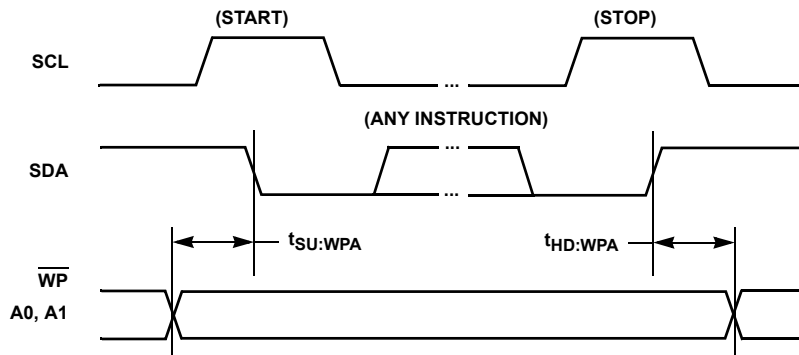 (START)
(STOP)
SCL
...
(ANY INSTRUCTION)
SDA
...
...
tSU:WPA
tHD:WPA
WP
A0, A1